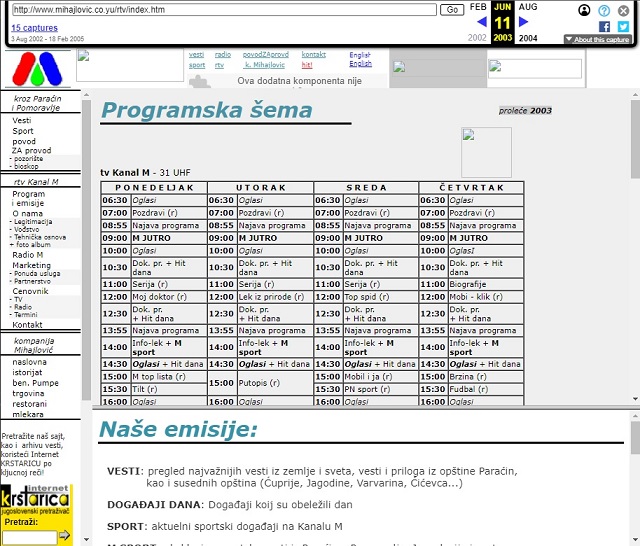 http://www.mihajlovic.co.yu/rtv/index.htm
Go
FEB JUN AUG
11
2002 2003 2004
15 captures
3 Aug 2002 - 18 Feb 2005
About this capture
vesti radio povodZAprovd kontakt English
sport rtv k. Mihajlovic hit! English
Ova dodatna komponenta nije
kroz Paraćin
i Pomoravlje
Vesti
Sport
povod
ZA provod
- pozorište
- bioskop
rtv Kanal M
Program
i emisije
O nama
- Legitimacija
- Vođstvo
- Tehnička osnova
+ foto album
Radio M
Marketing
- Ponuda usluga
- Partnerstvo
Cenovnik
- TV
- Radio
- Termini
Kontakt
kompanija
Mihajlović
naslovna
istorijat
ben. Pumpe
trgovina
restorani
mlekara
Pretražite naš sajt,
kao i arhivu vesti,
koristeći Internet
KRSTARICU po
ključnoj reči!
internet
krstarica
jugoslovenski pretraživač
Pretraži:
Programska šema
proleće 2003
tv Kanal M - 31 UHF
PONEDELJAK UTORAK SREDA ČETVRTAK
06:30 Oglasi 06:30 Oglasi 06:30 Oglasi 06:30 Oglasi
07:00 Pozdravi (r) 07:00 Pozdravi (r) 07:00 Pozdravi (r) 07:00 Pozdravi (r)
08:55 Najava programa 08:55 Najava programa 08:55 Najava programa 08:55 Najava programa
09:00 M JUTRO 09:00 M JUTRO 09:00 M JUTRO 09:00 M JUTRO
10:00 Oglasi 10:00 Oglasi 10:00 Oglasi 10:00 OglasI
10:30 Dok. pr. + Hit dana 10:30 Dok. pr. + Hit dana 10:30 Dok. pr. + Hit dana 10:30 Dok. pr. + Hit dana
11:00 Serija (r) 11:00 Serija (r) 11:00 Serija (r) 11:00 Biografije
12:00 Moj doktor (r) 12:00 Lek iz prirode (r) 12:00 Top spid (r) 12:00 Mobi - klik (r)
12:30 Dok. pr. + Hit dana 12:30 Dok. pr. + Hit dana 12:30 Dok. pr. + Hit dana 12:30 Dok. pr. + Hit dana
13:55 Najava programa 13:55 Najava programa 13:55 Najava programa 13:55 Najava programa
14:00 Info-lek + M sport 14:00 Info-lek + M sport 14:00 Info-lek + M sport 14:00 Info-lek + M sport
14:30 Oglasi + Hit dana 14:30 Oglasi + Hit dana 14:30 Oglasi + Hit dana 14:30 Oglasi + Hit dana
15:00 M top lista (r) 15:00 Putopis (r) 15:00 Mobil i ja (r) 15:00 Brzina (r)
15:30 Tilt (r) 15:30 PN sport (r) 15:30 Fudbal (r)
16:00 Oglasi 16:00 Oglasi 16:00 Oglasi 16:00 Oglasi
Naše emisije:
VESTI: pregled najvažnijih vesti iz zemlje i sveta, vesti i priloga iz opštine Paraćin,
kao i susednih opština (Ćuprije, Jagodine, Varvarina, Ćićevca...)
DOGAĐAJI DANA: Događaji koij su obeležili dan
SPORT: aktuelni sportski događaji na Kanalu M